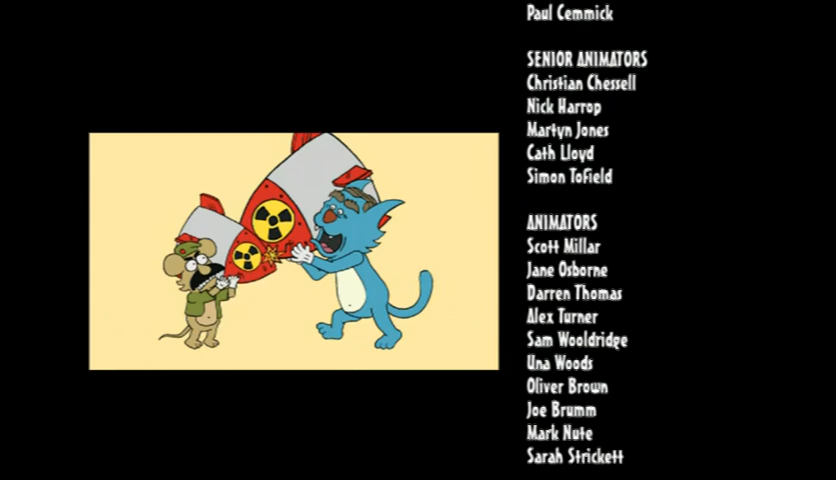 Paul Cemmick
SENIOR ANIMATORS
Christian Chessell
Nick Harrop
Martyn Jones
Cath Lloyd
Simon Tofield
ANIMATORS
Scott Millar
Jane Osborne
Darren Thomas
Alex Turner
Sam Wooldridge
Una Woods
Oliver Brown
Joe Brumm
Mark Nute
Sarah Strickett